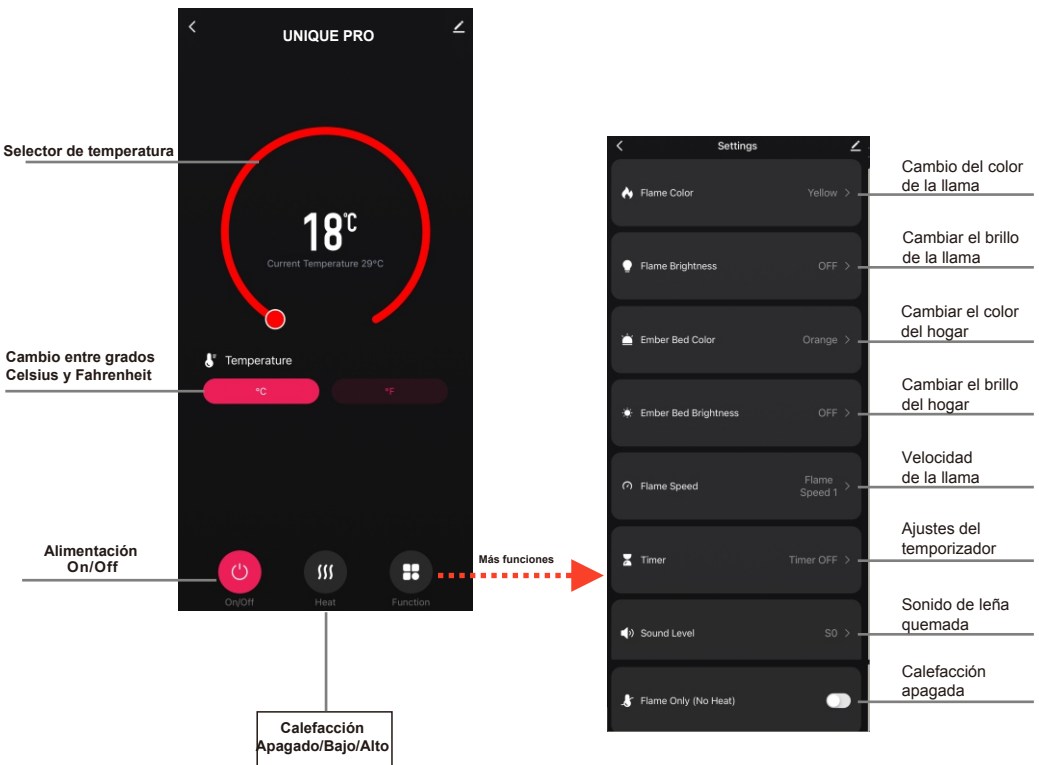 UNIQUE PRO
Selector de temperatura
18°C
Current Temperature 29°C
Cambio entre grados
Celsius y Fahrenheit
Temperature
°C
°F
Alimentación
On/Off
On/Off
Heat
Function
Más funciones
Calefacción
Apagado/Bajo/Alto
Settings
Flame Color
Yellow
Cambio del color
de la llama
Flame Brightness
OFF
Cambiar el brillo
de la llama
Ember Bed Color
Orange
Cambiar el color
del hogar
Ember Bed Brightness
OFF
Cambiar el brillo
del hogar
Flame Speed
Flame
Speed 1
Velocidad
de la llama
Timer
Timer OFF
Ajustes del
temporizador
Sound Level
S0
Sonido de leña
quemada
Flame Only (No Heat)
Calefacción
apagada